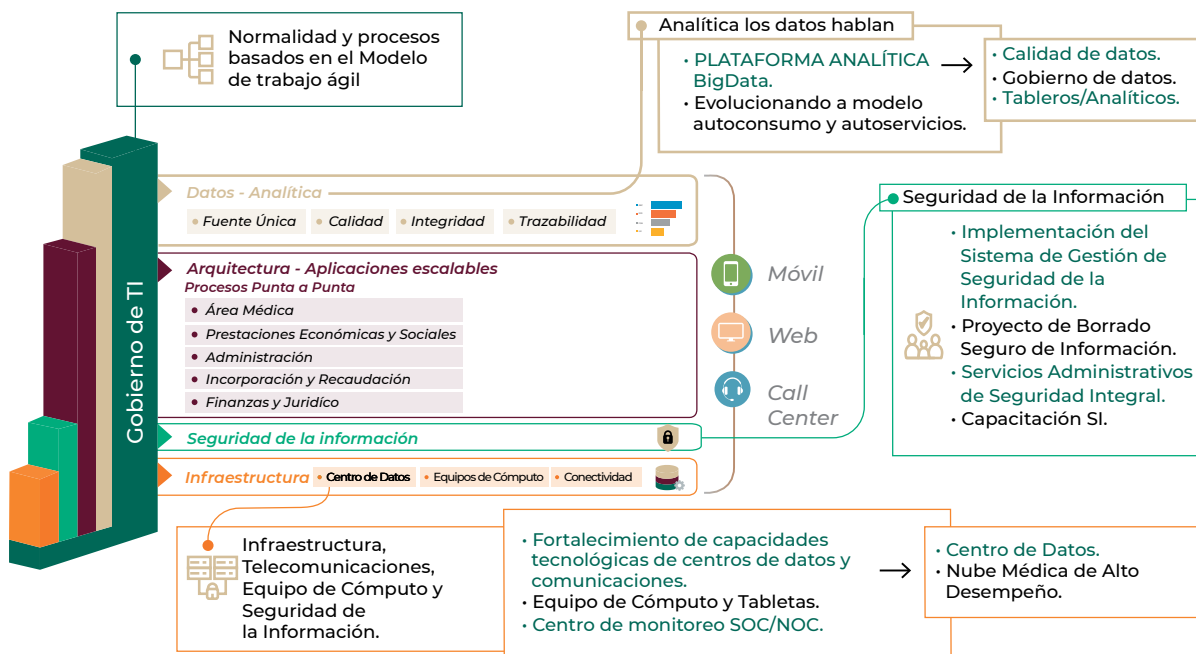 Normalidad y procesos
basados en el Modelo
de trabajo ágil
Analítica los datos hablan
• PLATAFORMA ANALÍTICA
BigData.
• Evolucionando a modelo
autoconsumo y autoservicios.
• Calidad de datos.
• Gobierno de datos.
• Tableros/Analíticos.
Gobierno de TI
Datos - Analítica
• Fuente Única
• Calidad
• Integridad
• Trazabilidad
Arquitectura - Aplicaciones escalables
Procesos Punta a Punta
• Área Médica
• Prestaciones Económicas y Sociales
• Administración
• Incorporación y Recaudación
• Finanzas y Juridíco
Seguridad de la información
Infraestructura
• Centro de Datos
• Equipos de Cómputo
• Conectividad
Móvil
Web
Call
Center
Seguridad de la Información
• Implementación del
Sistema de Gestión de
Seguridad de la
Información.
• Proyecto de Borrado
Seguro de Información.
• Servicios Administrativos
de Seguridad Integral.
• Capacitación SI.
Infraestructura,
Telecomunicaciones,
Equipo de Cómputo y
Seguridad de
la Información.
• Fortalecimiento de capacidades
tecnológicas de centros de datos y
comunicaciones.
• Equipo de Cómputo y Tabletas.
• Centro de monitoreo SOC/NOC.
• Centro de Datos.
• Nube Médica de Alto
Desempeño.